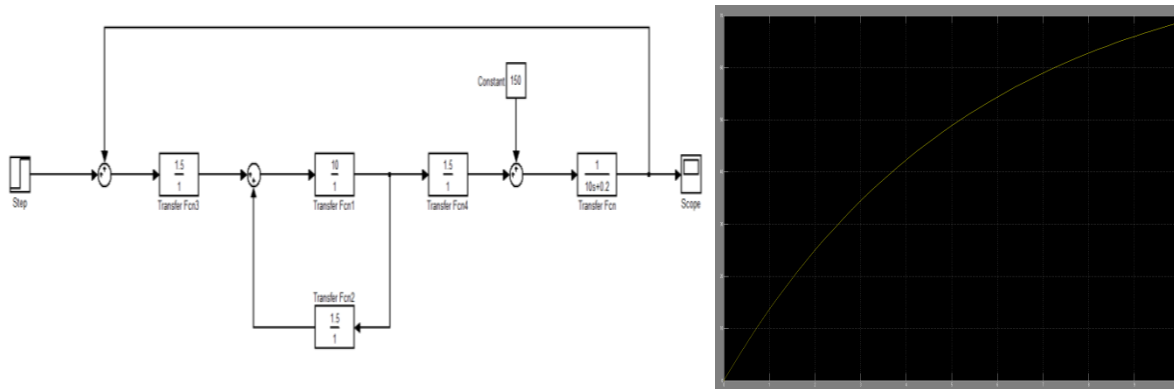 Constant
150
Step
1.5
1
Transfer Fcn3
10
1
Transfer Fcn1
1.5
1
Transfer Fcn4
1
10s+0.2
Transfer Fcn
Scope
Transfer Fcn2
1.5
1